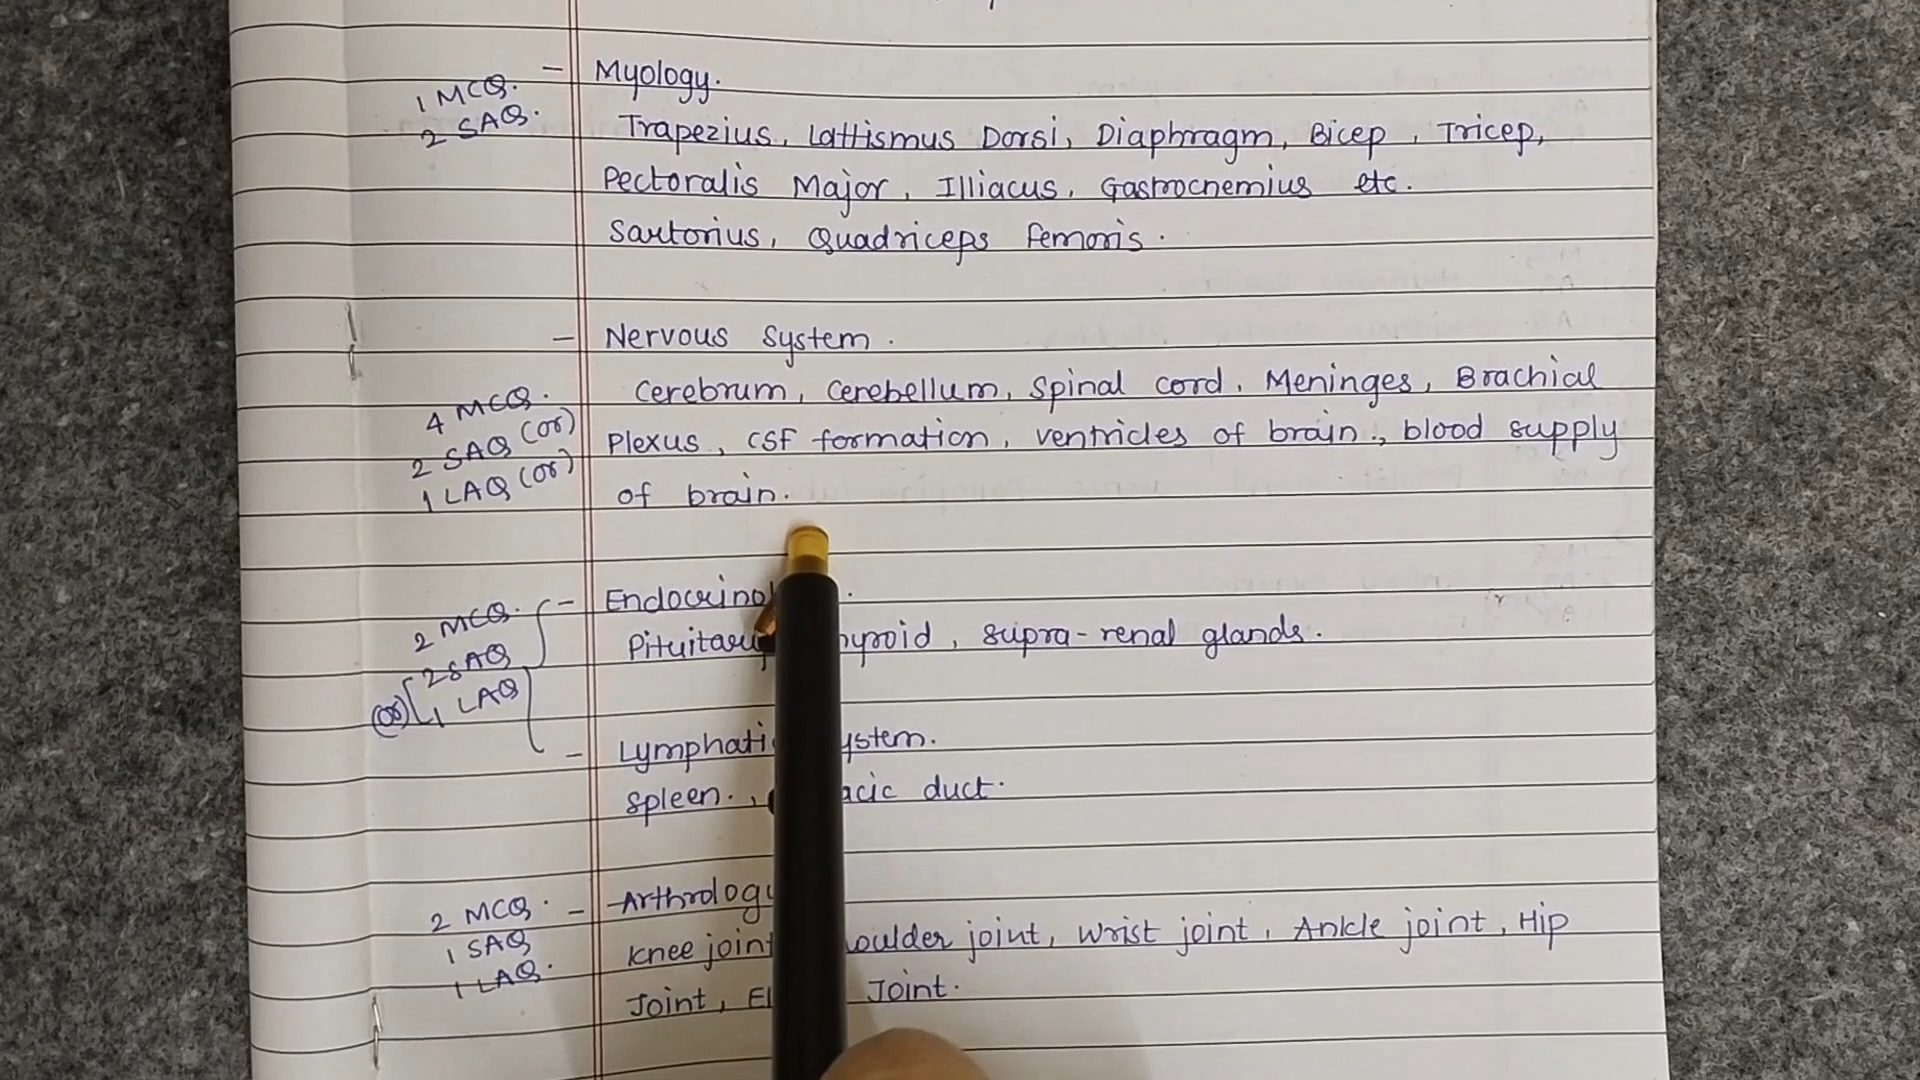 - Myology.
1 MCQ.
2 SAQ.
Trapezius, Lattismus Dorsi, Diaphragm, Bicep, Tricep,
Pectoralis Major, Illiacus, Gastrocnemius etc.
Sartorius, Quadriceps femoris.
- Nervous System.
4 MCQ.
2 SAQ (or)
1 LAQ (or)
Cerebrum, Cerebellum, Spinal cord, Meninges, Brachial
Plexus, CSF formation, ventricles of brain., blood supply
of brain.
2 MCQ.
2 SAQ
(or) 1 LAQ
-
hyroid, supra-renal glands.
- Lymphati ystem.
Spleen., acic duct.
2 MCQ.
1 SAQ
1 LAQ.
- Arthrolog
Knee joint oulder joint, Wrist joint, Ankle joint, Hip
Joint, El Joint.